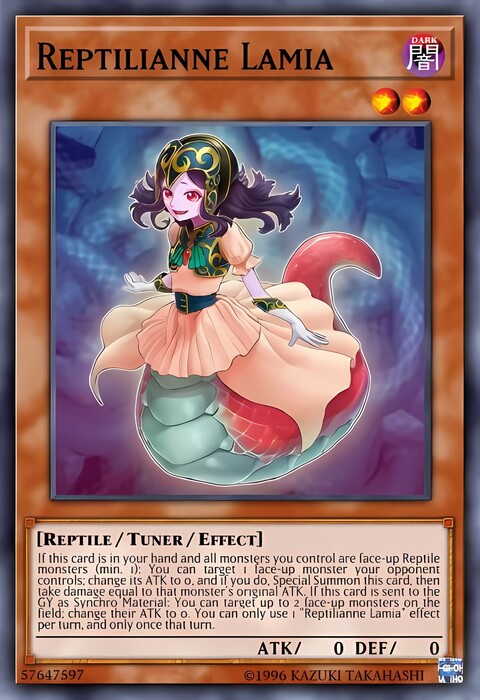 REPTILIANNE LAMIA
DARK
闇
[REPTILE / TUNER / EFFECT]
If this card is in your hand and all monsters you control are face-up Reptile
monsters (min. 1): You can target 1 face-up monster your opponent
controls; change its ATK to 0, and if you do, Special Summon this card, then
take damage equal to that monster's original ATK. If this card is sent to the
GY as Synchro Material: You can target up to 2 face-up monsters on the
field; change their ATK to 0. You can only use 1 "Reptilianne Lamia" effect
per turn, and only once that turn.
ATK/ 0 DEF/ 0
57647597
©1996 KAZUKI TAKAHASHI